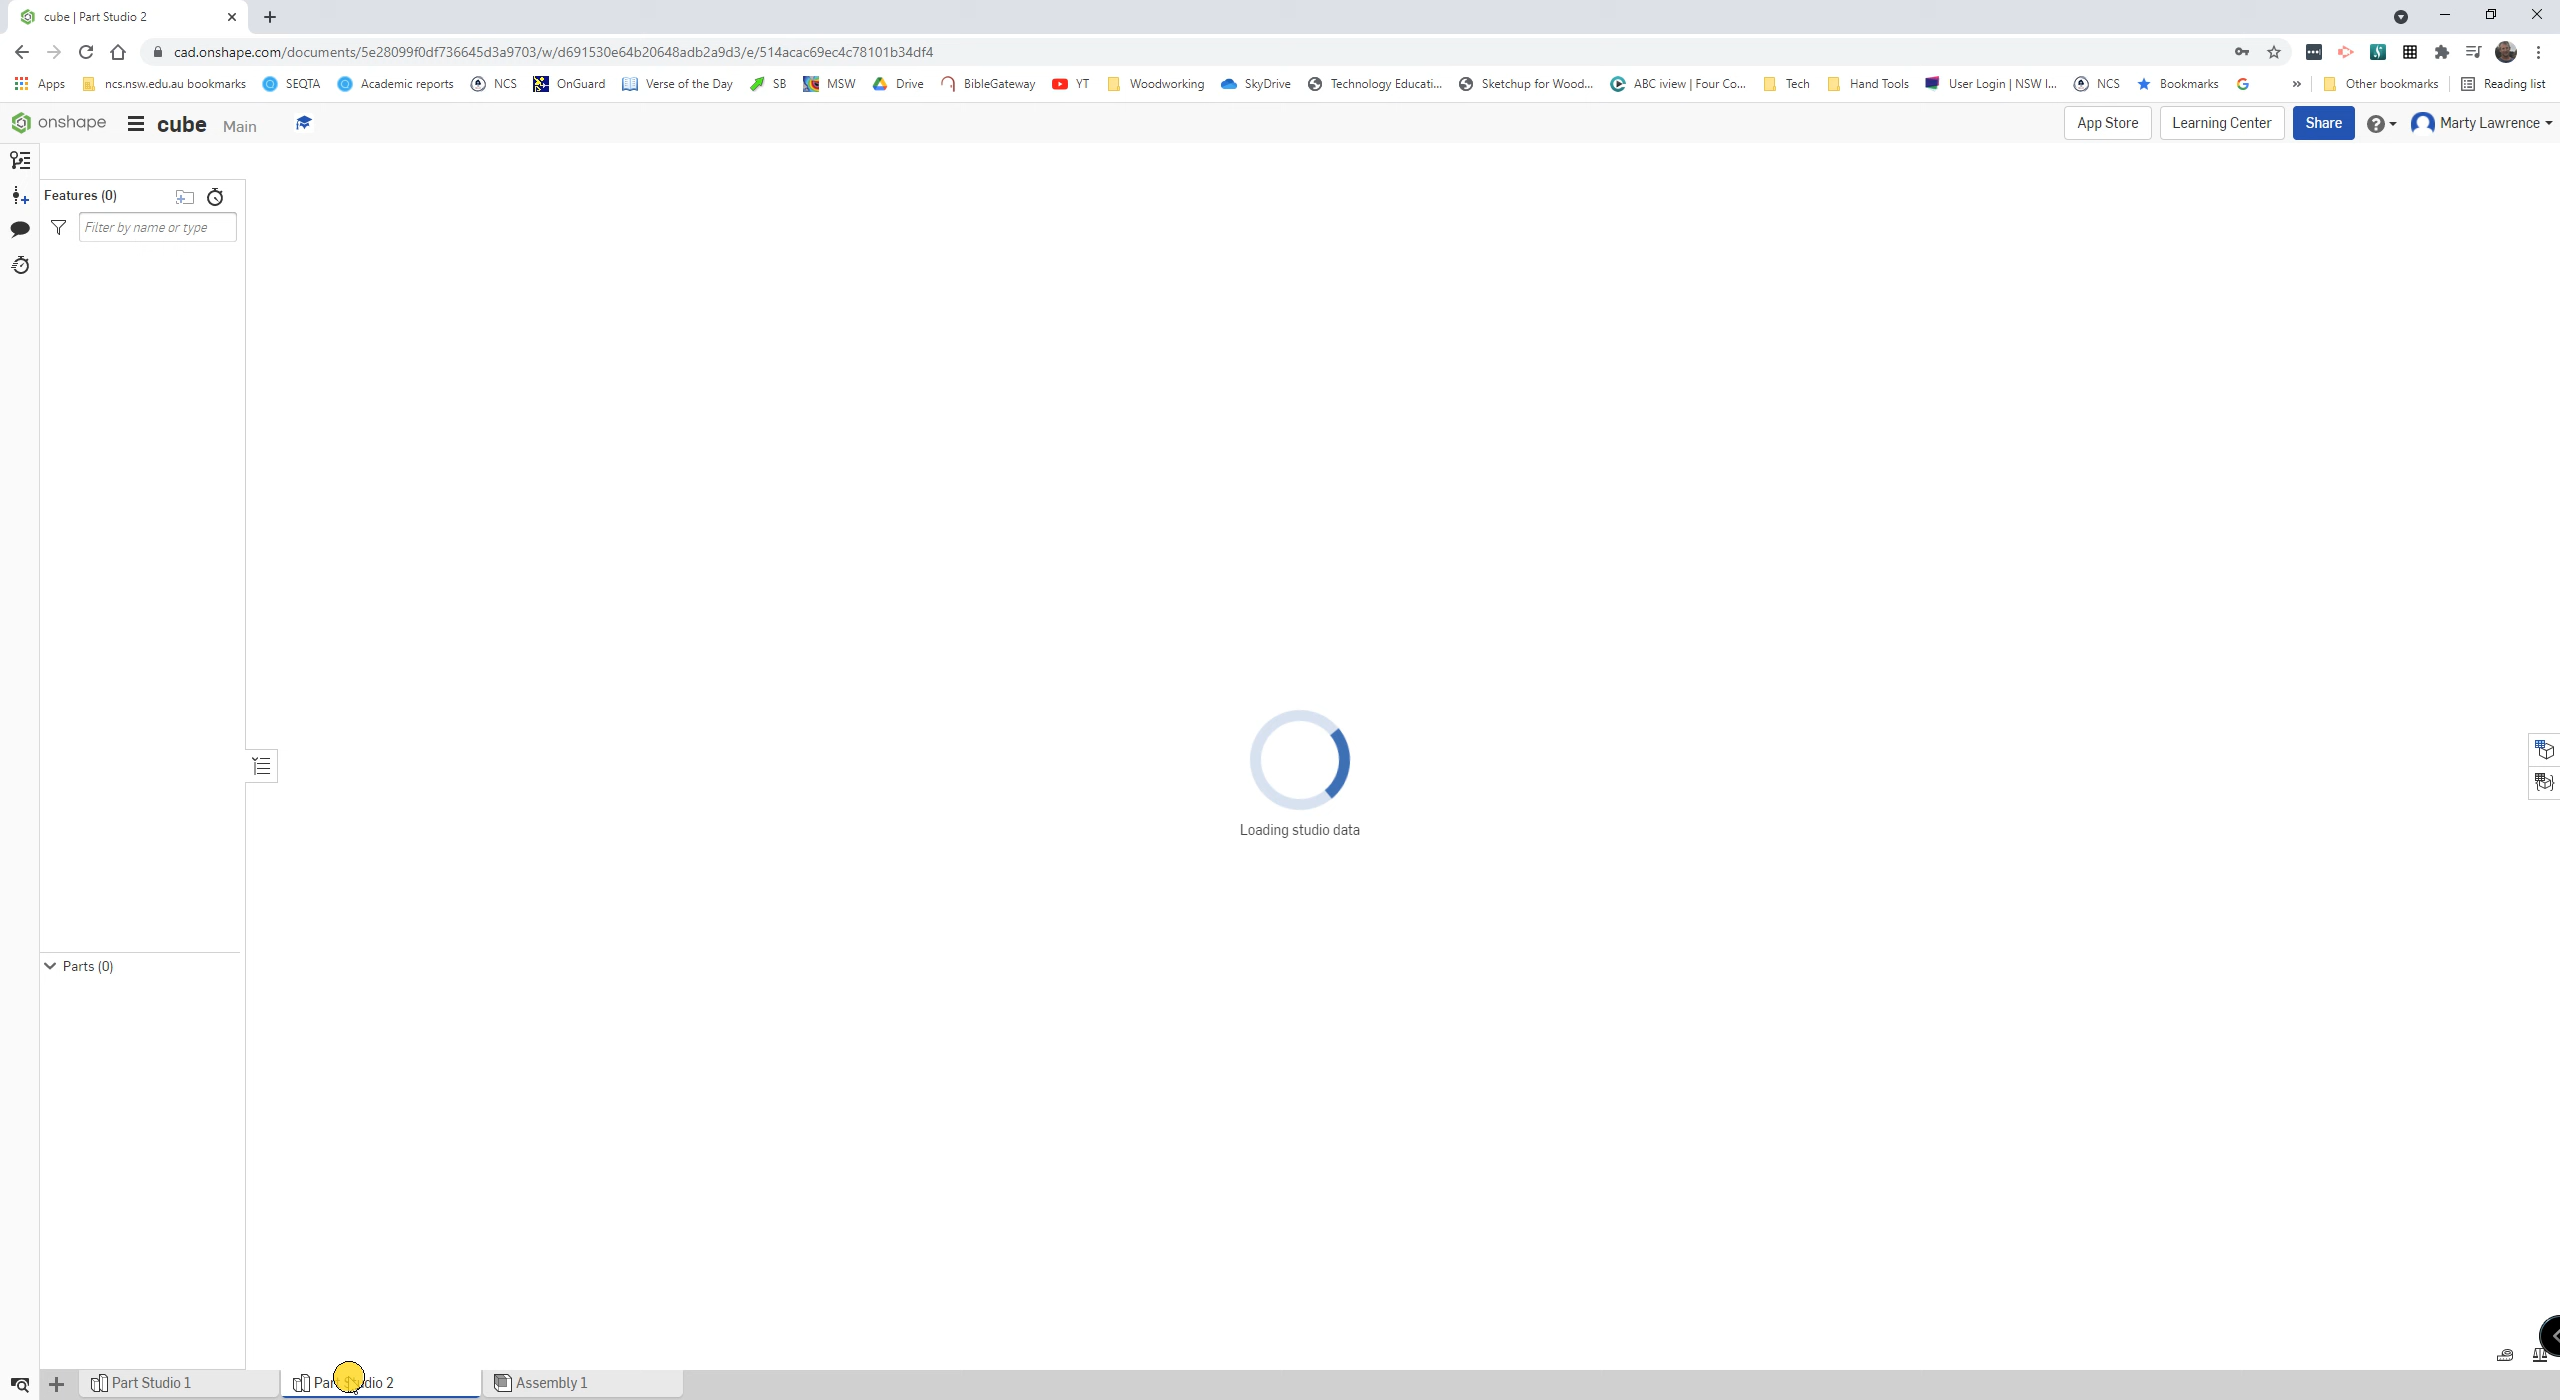 cube | Part Studio 2
cad.onshape.com/documents/5e28099f0df736645d3a9703/w/d691530e64b20648adb2a9d3/e/514acac69ec4c78101b34df4
Apps ncs.nsw.edu.au bookmarks SEQTA Academic reports NCS OnGuard Verse of the Day SB MSW Drive BibleGateway YT Woodworking SkyDrive Technology Educati... Sketchup for Wood... ABC iview | Four Co... Tech Hand Tools User Login | NSW I... NCS Bookmarks » Other bookmarks Reading list
onshape cube Main App Store Learning Center Share Marty Lawrence
Features (0)
Filter by name or type
Loading studio data
Parts (0)
Part Studio 1 Part Studio 2 Assembly 1